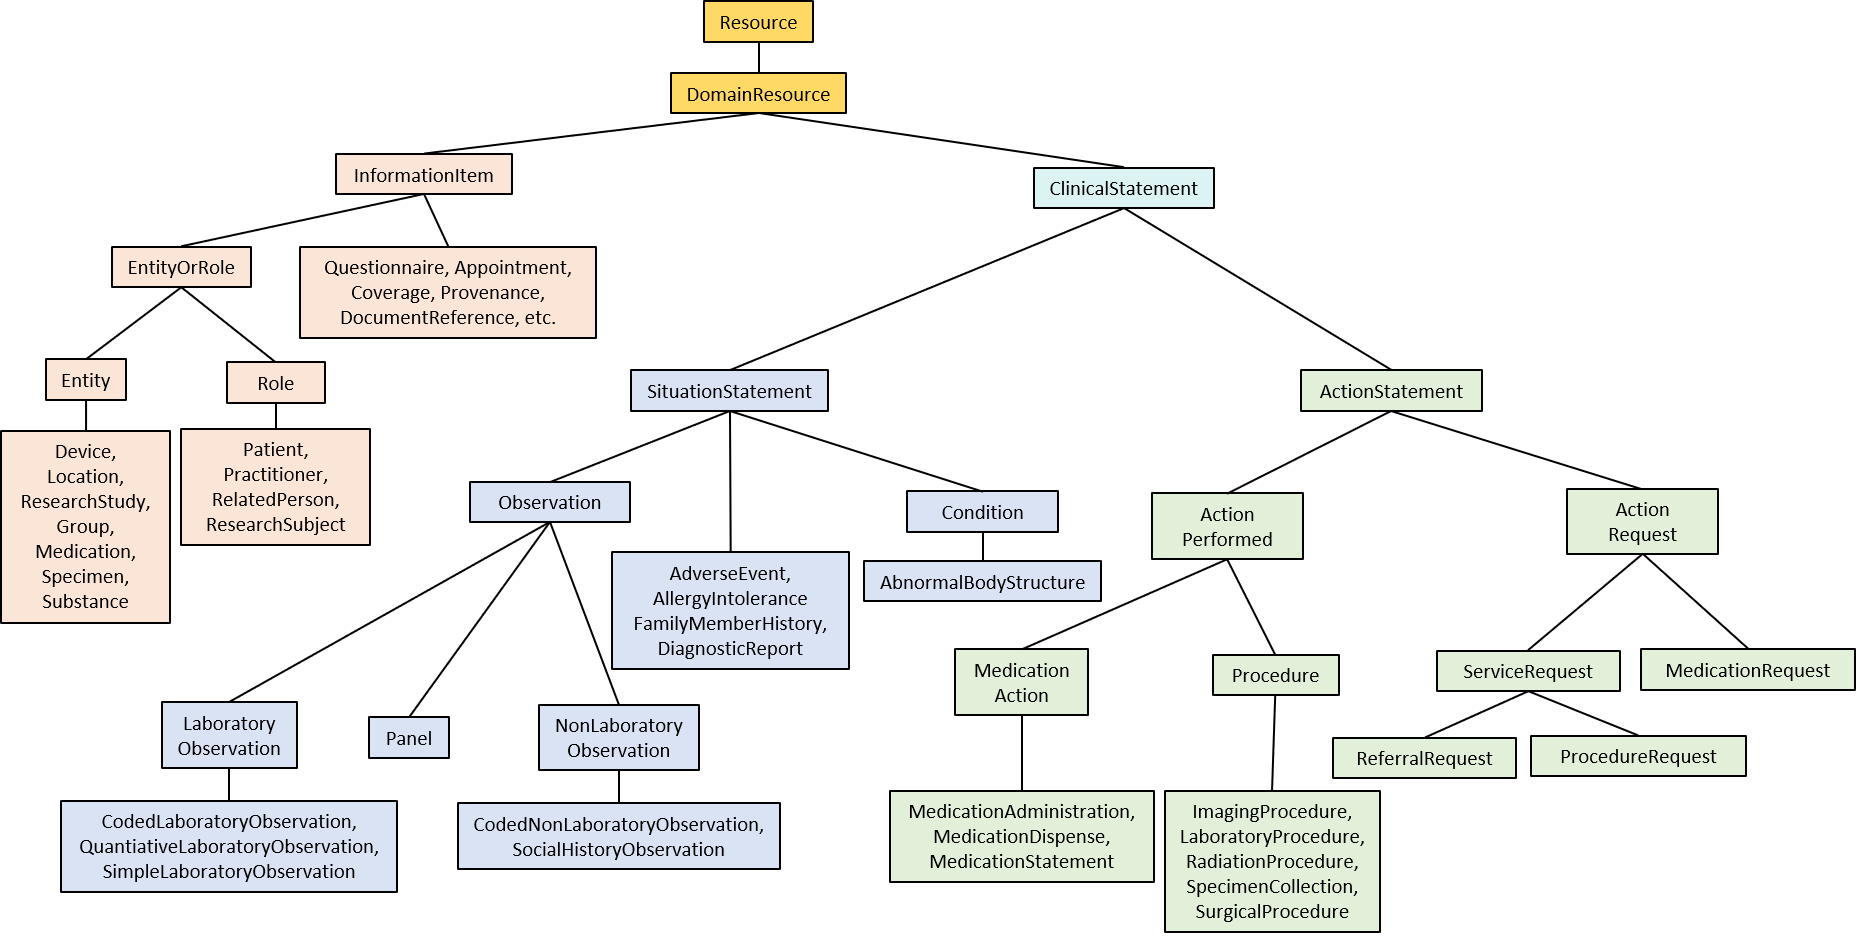 Resource
DomainResource
InformationItem
ClinicalStatement
EntityOrRole
Questionnaire, Appointment,
Coverage, Provenance,
DocumentReference, etc.
Entity
Role
SituationStatement
ActionStatement
Device,
Location,
ResearchStudy,
Group,
Medication,
Specimen,
Substance
Patient,
Practitioner,
RelatedPerson,
ResearchSubject
Observation
Condition
Action
Performed
Action
Request
AdverseEvent,
AllergyIntolerance
FamilyMemberHistory,
DiagnosticReport
AbnormalBodyStructure
Medication
Action
Procedure
ServiceRequest
MedicationRequest
Laboratory
Observation
Panel
NonLaboratory
Observation
ReferralRequest
ProcedureRequest
CodedLaboratoryObservation,
QuantiativeLaboratoryObservation,
SimpleLaboratoryObservation
CodedNonLaboratoryObservation,
SocialHistoryObservation
MedicationAdministration,
MedicationDispense,
MedicationStatement
ImagingProcedure,
LaboratoryProcedure,
RadiationProcedure,
SpecimenCollection,
SurgicalProcedure